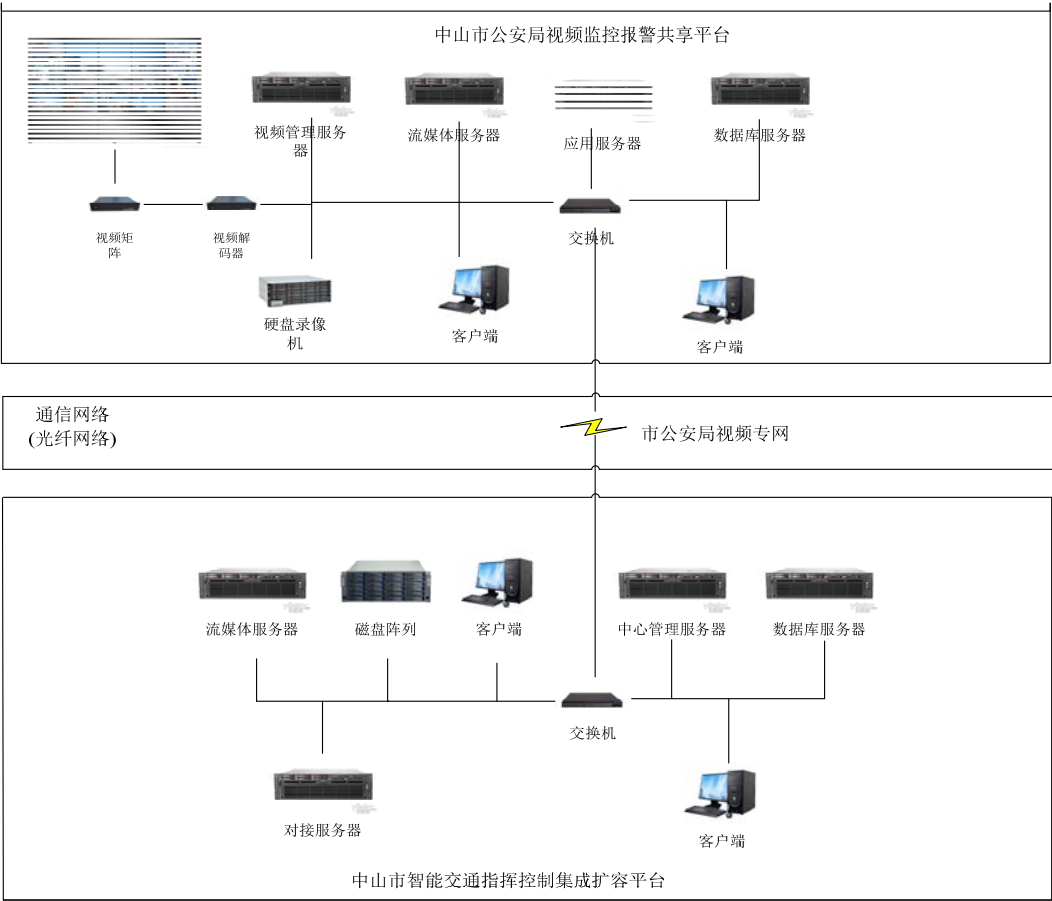 中山市公安局视频监控报警共享平台
视频管理服务
器
流媒体服务器
应用服务器
数据库服务器
视频矩
阵
视频解
码器
交换机
硬盘录像
机
客户端
客户端
通信网络
(光纤网络)
市公安局视频专网
流媒体服务器
磁盘阵列
客户端
中心管理服务器
数据库服务器
交换机
对接服务器
客户端
中山市智能交通指挥控制集成扩容平台